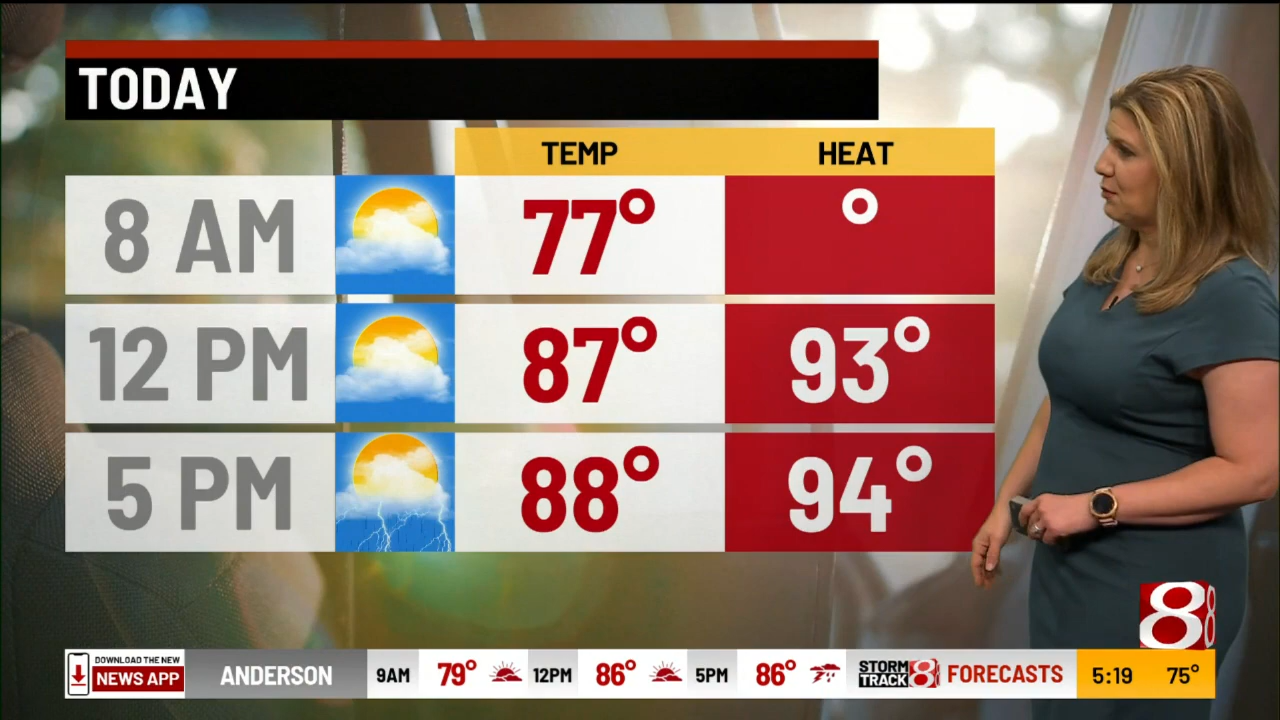 TODAY
TEMP HEAT
8 AM 77° °
12 PM 87° 93°
5 PM 88° 94°
8
8
DOWNLOAD THE NEW
NEWS APP
ANDERSON 9AM 79° 12PM 86° 5PM 86°
STORM
TRACK 8 FORECASTS 5:19 75°